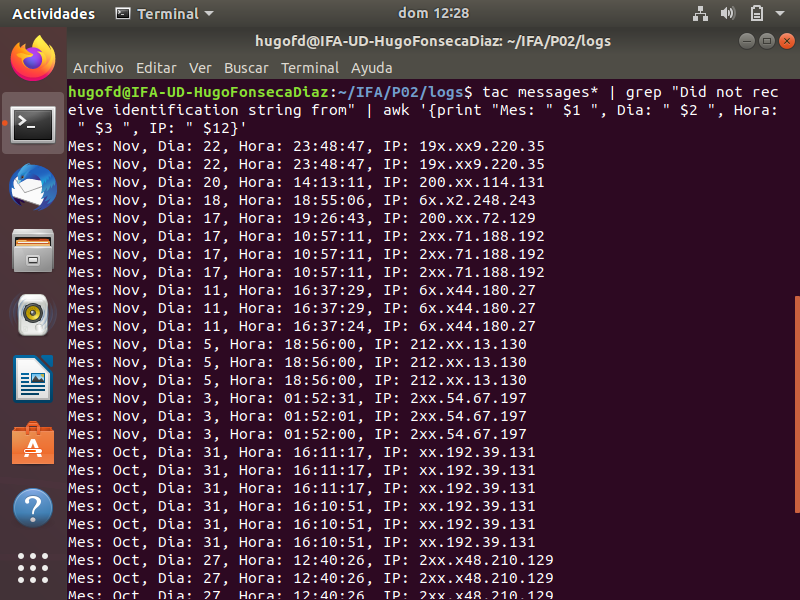 Actividades Terminal dom 12:28
hugofd@IFA-UD-HugoFonsecaDiaz: ~/IFA/P02/logs
Archivo Editar Ver Buscar Terminal Ayuda
hugofd@IFA-UD-HugoFonsecaDiaz:~/IFA/P02/logs$ tac messages* | grep "Did not rec
eive identification string from" | awk '{print "Mes: " $1 ", Dia: " $2 ", Hora:
 " $3 ", IP: " $12}'
Mes: Nov, Dia: 22, Hora: 23:48:47, IP: 19x.xx9.220.35
Mes: Nov, Dia: 22, Hora: 23:48:47, IP: 19x.xx9.220.35
Mes: Nov, Dia: 20, Hora: 14:13:11, IP: 200.xx.114.131
Mes: Nov, Dia: 18, Hora: 18:55:06, IP: 6x.x2.248.243
Mes: Nov, Dia: 17, Hora: 19:26:43, IP: 200.xx.72.129
Mes: Nov, Dia: 17, Hora: 10:57:11, IP: 2xx.71.188.192
Mes: Nov, Dia: 17, Hora: 10:57:11, IP: 2xx.71.188.192
Mes: Nov, Dia: 17, Hora: 10:57:11, IP: 2xx.71.188.192
Mes: Nov, Dia: 11, Hora: 16:37:29, IP: 6x.x44.180.27
Mes: Nov, Dia: 11, Hora: 16:37:29, IP: 6x.x44.180.27
Mes: Nov, Dia: 11, Hora: 16:37:24, IP: 6x.x44.180.27
Mes: Nov, Dia: 5, Hora: 18:56:00, IP: 212.xx.13.130
Mes: Nov, Dia: 5, Hora: 18:56:00, IP: 212.xx.13.130
Mes: Nov, Dia: 5, Hora: 18:56:00, IP: 212.xx.13.130
Mes: Nov, Dia: 3, Hora: 01:52:31, IP: 2xx.54.67.197
Mes: Nov, Dia: 3, Hora: 01:52:01, IP: 2xx.54.67.197
Mes: Nov, Dia: 3, Hora: 01:52:00, IP: 2xx.54.67.197
Mes: Oct, Dia: 31, Hora: 16:11:17, IP: xx.192.39.131
Mes: Oct, Dia: 31, Hora: 16:11:17, IP: xx.192.39.131
Mes: Oct, Dia: 31, Hora: 16:11:17, IP: xx.192.39.131
Mes: Oct, Dia: 31, Hora: 16:10:51, IP: xx.192.39.131
Mes: Oct, Dia: 31, Hora: 16:10:51, IP: xx.192.39.131
Mes: Oct, Dia: 31, Hora: 16:10:51, IP: xx.192.39.131
Mes: Oct, Dia: 27, Hora: 12:40:26, IP: 2xx.x48.210.129
Mes: Oct, Dia: 27, Hora: 12:40:26, IP: 2xx.x48.210.129
Mes: Oct, Dia: 27, Hora: 12:40:26, IP: 2xx.x48.210.129